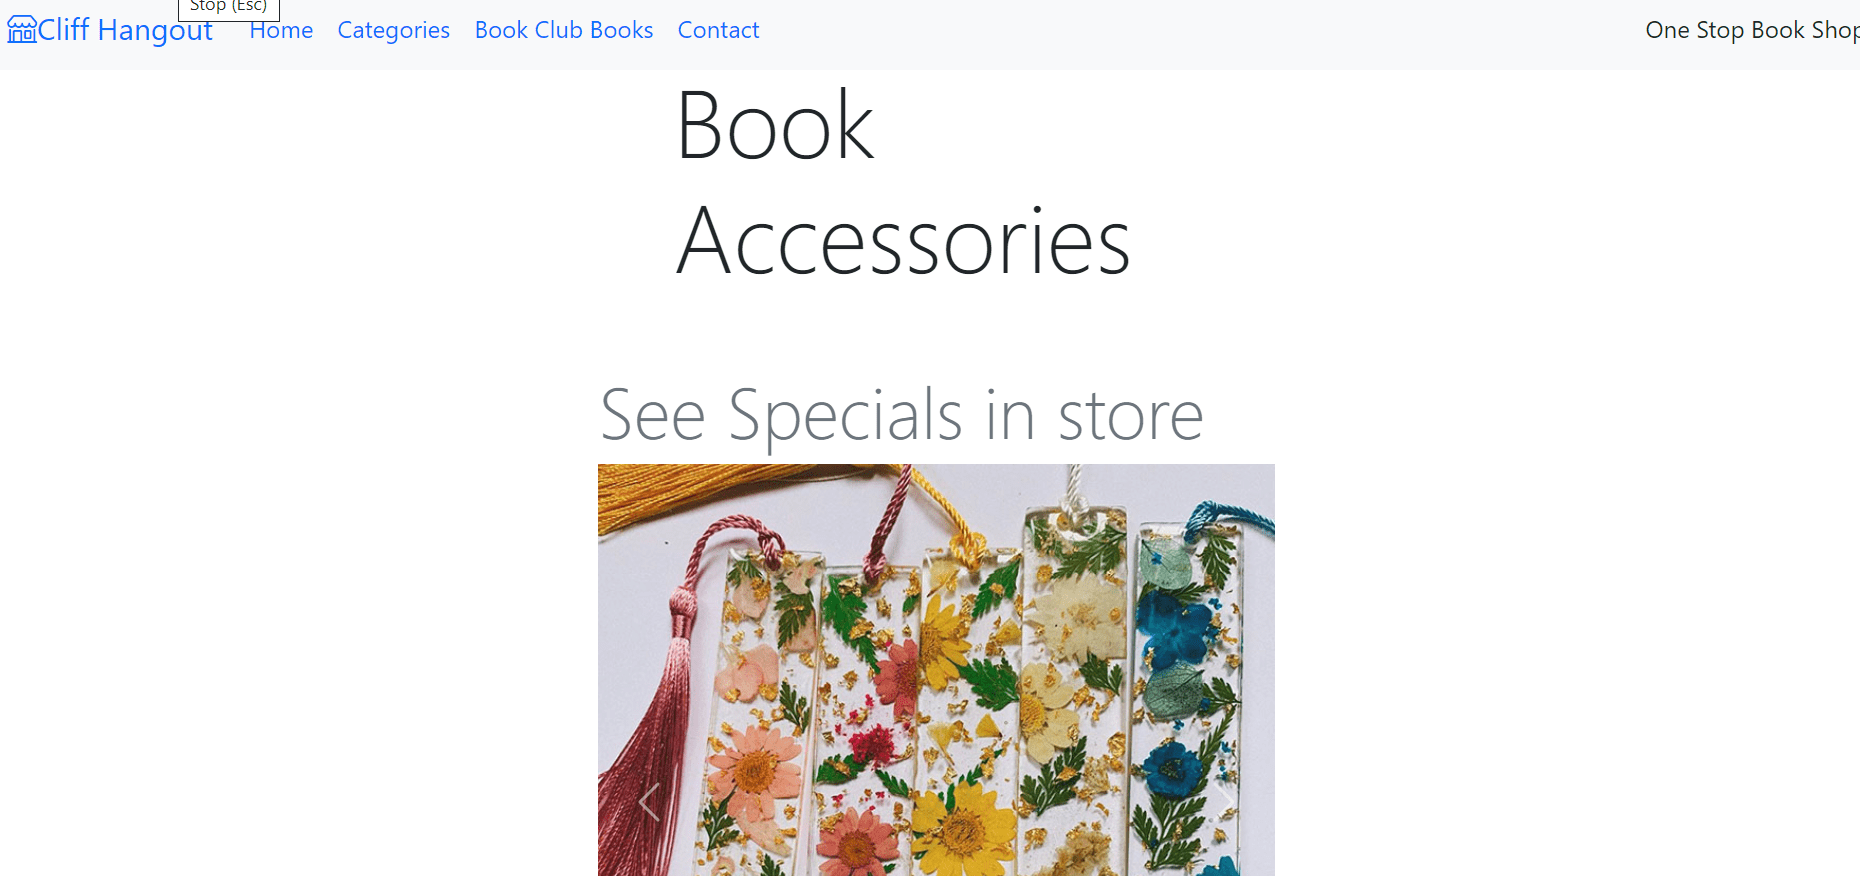 Stop (Esc)
Cliff Hangout Home Categories Book Club Books Contact One Stop Book Shop
Book
Accessories
See Specials in store